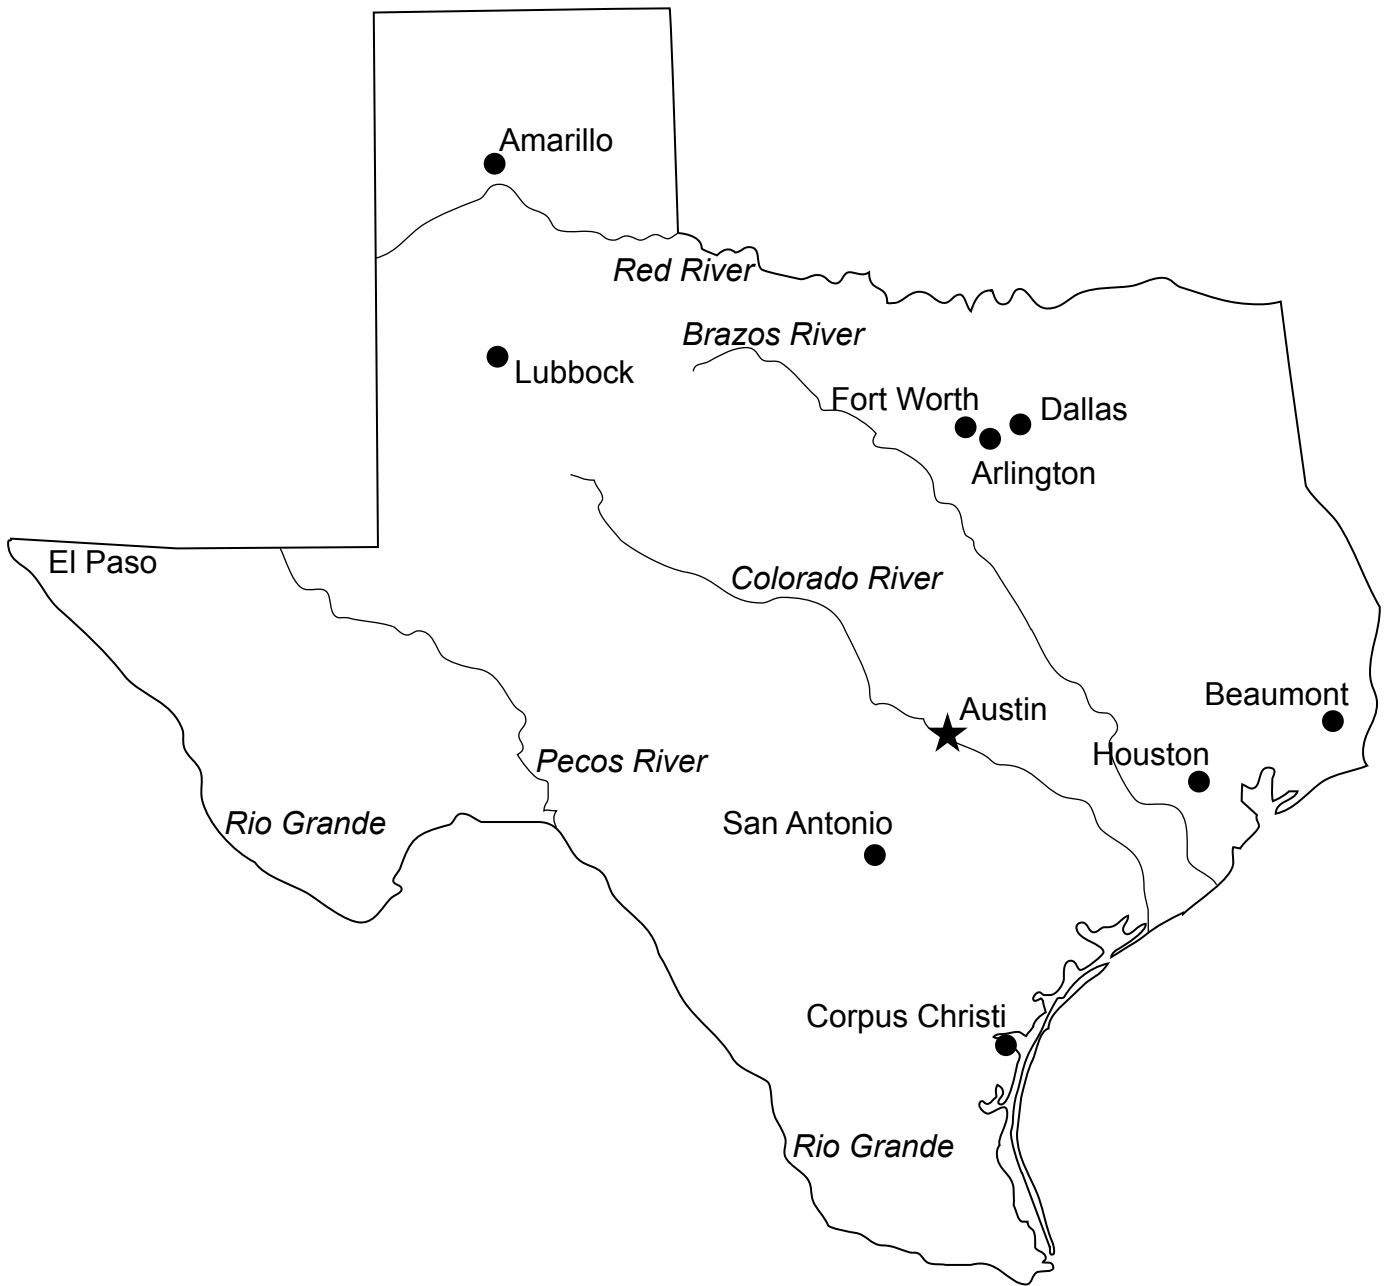 Amarillo
Red River
Brazos River
Lubbock
Fort Worth
Dallas
Arlington
El Paso
Colorado River
Beaumont
Austin
Houston
Pecos River
Rio Grande
San Antonio
Corpus Christi
Rio Grande